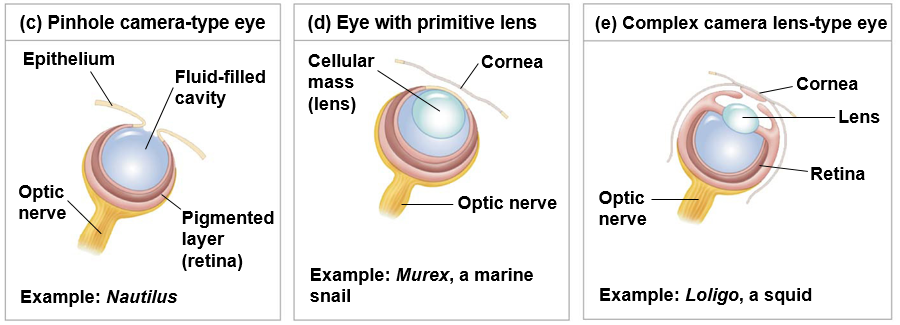 (c) Pinhole camera-type eye
Epithelium
Fluid-filled
cavity
Optic
nerve
Pigmented
layer
(retina)
Example: Nautilus
(d) Eye with primitive lens
Cellular
mass
(lens)
Cornea
Optic nerve
Example: Murex, a marine
snail
(e) Complex camera lens-type eye
Cornea
Lens
Retina
Optic
nerve
Example: Loligo, a squid